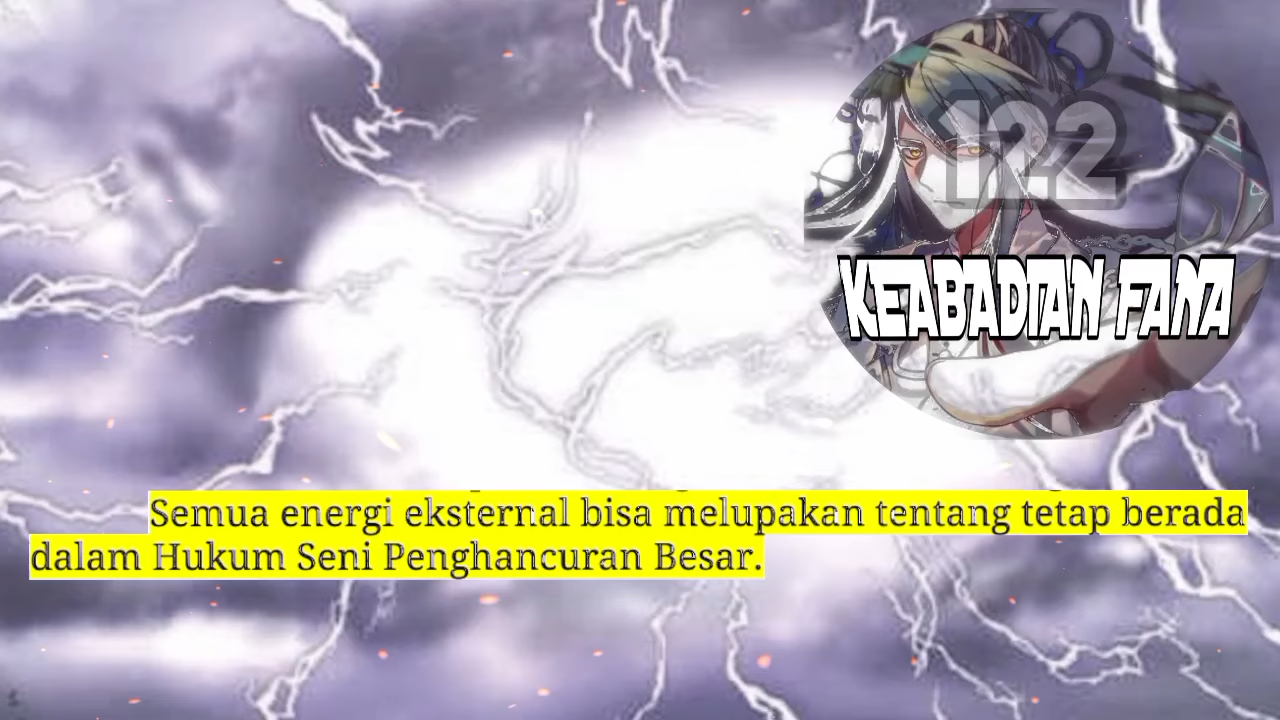 122
KEABADIAN FANA
Semua energi eksternal bisa melupakan tentang tetap berada
dalam Hukum Seni Penghancuran Besar.